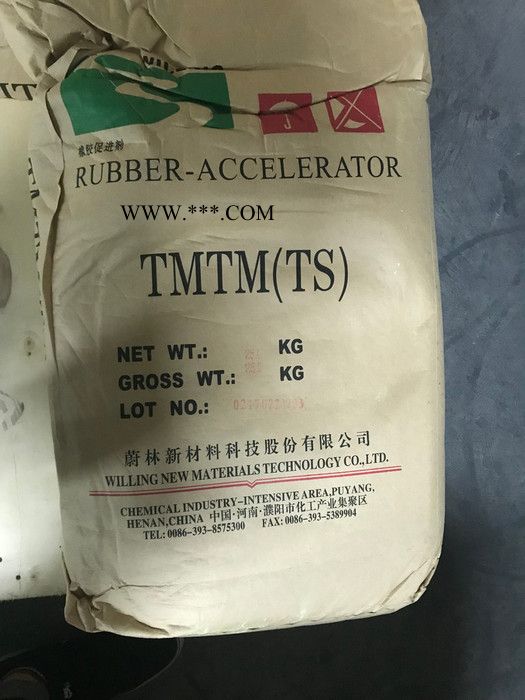 橡胶促进剂
RUBBER-ACCELERATOR
WWW.***.COM
TMTM(TS)
NET WT.: KG
GROSS WT.: KG
LOT NO.:
蔚林新材料科技股份有限公司
WILLING NEW MATERIALS TECHNOLOGY CO.,LTD.
CHEMICAL INDUSTRY-INTENSIVE AREA,PUYANG,
HENAN,CHINA 中国·河南·濮阳市化工产业集聚区
TEL:0086-393-8575300 FAX:0086-393-5389904